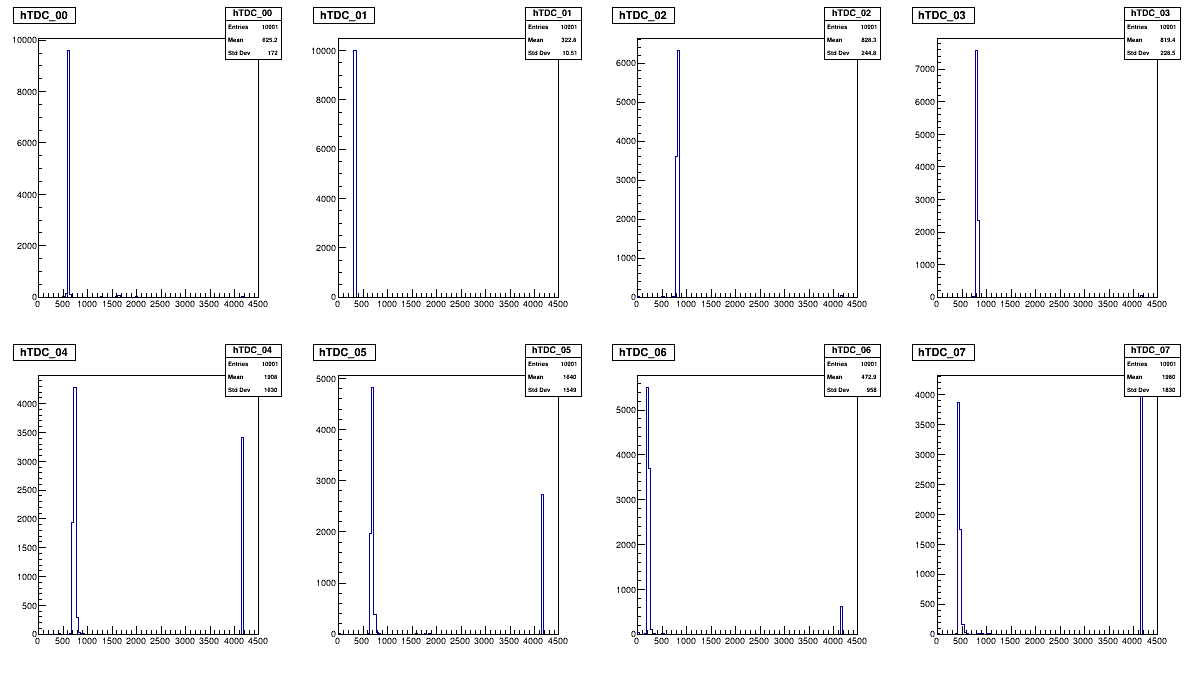 hTDC_00
hTDC_00
Entries 10001
Mean 625.2
Std Dev 172
10000
8000
6000
4000
2000
0
0 500 1000 1500 2000 2500 3000 3500 4000 4500
hTDC_01
hTDC_01
Entries 10001
Mean 322.8
Std Dev 10.51
10000
8000
6000
4000
2000
0
0 500 1000 1500 2000 2500 3000 3500 4000 4500
hTDC_02
hTDC_02
Entries 10001
Mean 828.3
Std Dev 244.8
6000
5000
4000
3000
2000
1000
0
0 500 1000 1500 2000 2500 3000 3500 4000 4500
hTDC_03
hTDC_03
Entries 10001
Mean 819.4
Std Dev 228.5
7000
6000
5000
4000
3000
2000
1000
0
0 500 1000 1500 2000 2500 3000 3500 4000 4500
hTDC_04
hTDC_04
Entries 10001
Mean 1908
Std Dev 1630
4000
3500
3000
2500
2000
1500
1000
500
0
0 500 1000 1500 2000 2500 3000 3500 4000 4500
hTDC_05
hTDC_05
Entries 10001
Mean 1640
Std Dev 1549
5000
4000
3000
2000
1000
0
0 500 1000 1500 2000 2500 3000 3500 4000 4500
hTDC_06
hTDC_06
Entries 10001
Mean 472.9
Std Dev 958
5000
4000
3000
2000
1000
0
0 500 1000 1500 2000 2500 3000 3500 4000 4500
hTDC_07
hTDC_07
Entries 10001
Mean 1980
Std Dev 1830
4000
3500
3000
2500
2000
1500
1000
500
0
0 500 1000 1500 2000 2500 3000 3500 4000 4500